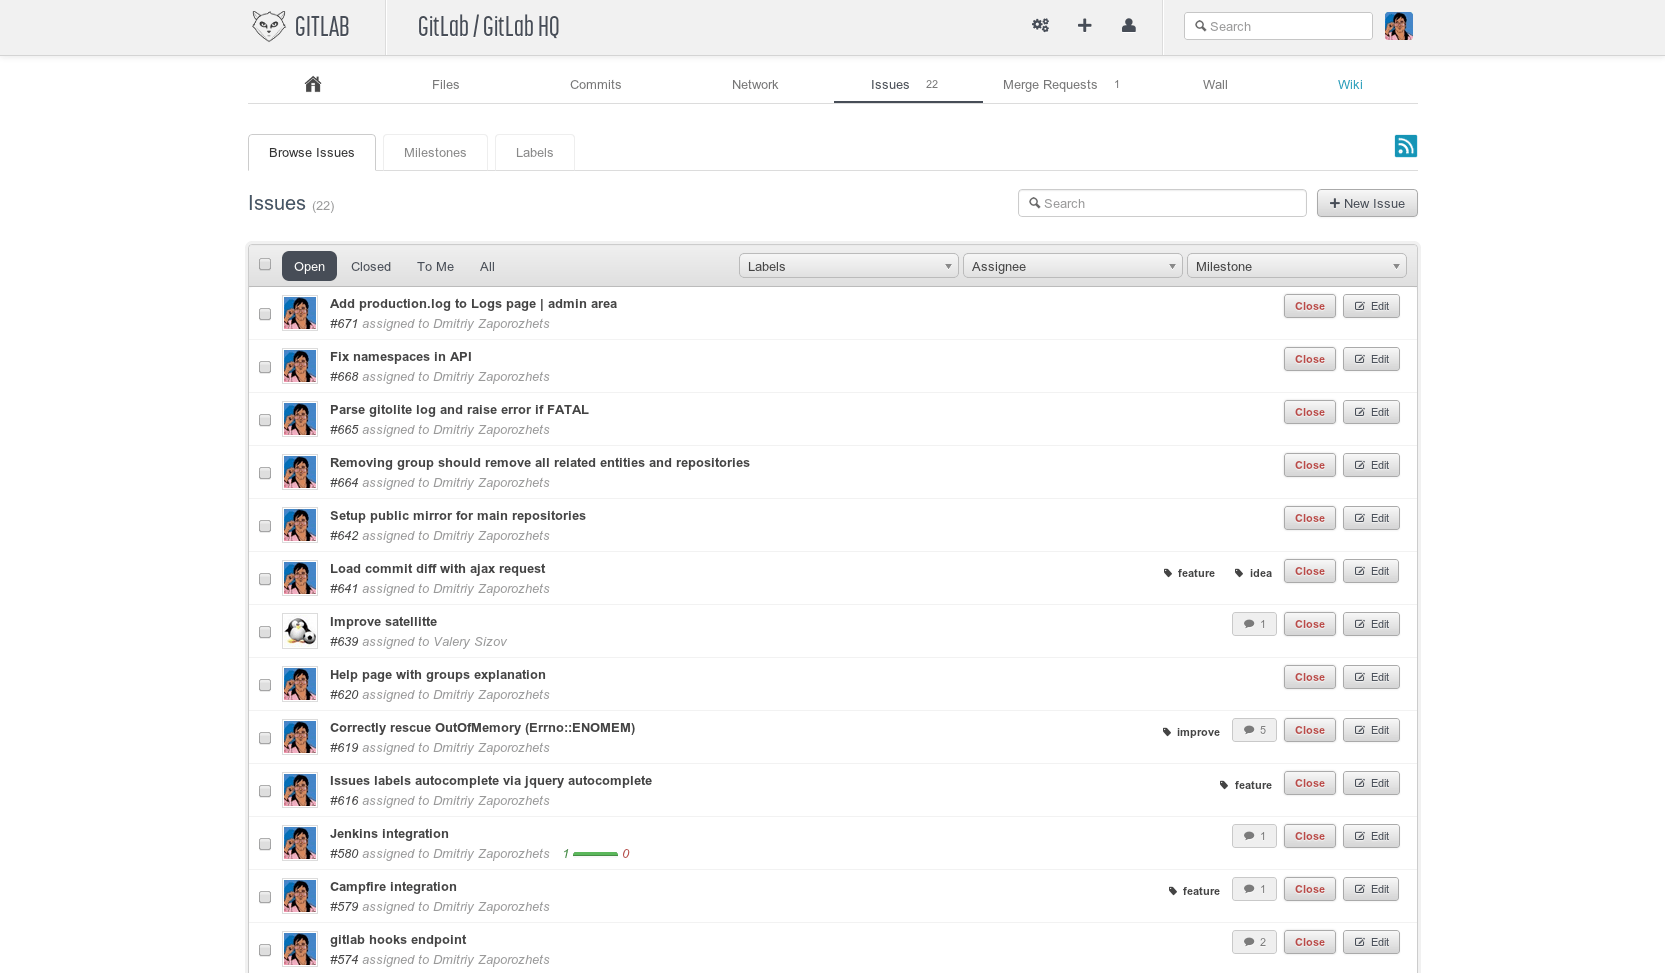 GITLAB
GitLab / GitLab HQ
Search
Files
Commits
Network
Issues 22
Merge Requests 1
Wall
Wiki
Browse Issues
Milestones
Labels
Issues (22)
Search
New Issue
Open
Closed
To Me
All
Labels
Assignee
Milestone
Add production.log to Logs page | admin area
Close
Edit
#671 assigned to Dmitriy Zaporozhets
Fix namespaces in API
Close
Edit
#668 assigned to Dmitriy Zaporozhets
Parse gitolite log and raise error if FATAL
Close
Edit
#665 assigned to Dmitriy Zaporozhets
Removing group should remove all related entities and repositories
Close
Edit
#664 assigned to Dmitriy Zaporozhets
Setup public mirror for main repositories
Close
Edit
#642 assigned to Dmitriy Zaporozhets
Load commit diff with ajax request
feature
idea
Close
Edit
#641 assigned to Dmitriy Zaporozhets
Improve satellitte
1
Close
Edit
#639 assigned to Valery Sizov
Help page with groups explanation
Close
Edit
#620 assigned to Dmitriy Zaporozhets
Correctly rescue OutOfMemory (Errno::ENOMEM)
improve
5
Close
Edit
#619 assigned to Dmitriy Zaporozhets
Issues labels autocomplete via jquery autocomplete
feature
Close
Edit
#616 assigned to Dmitriy Zaporozhets
Jenkins integration
1
Close
Edit
#580 assigned to Dmitriy Zaporozhets 1 0
Campfire integration
feature
1
Close
Edit
#579 assigned to Dmitriy Zaporozhets
gitlab hooks endpoint
2
Close
Edit
#574 assigned to Dmitriy Zaporozhets